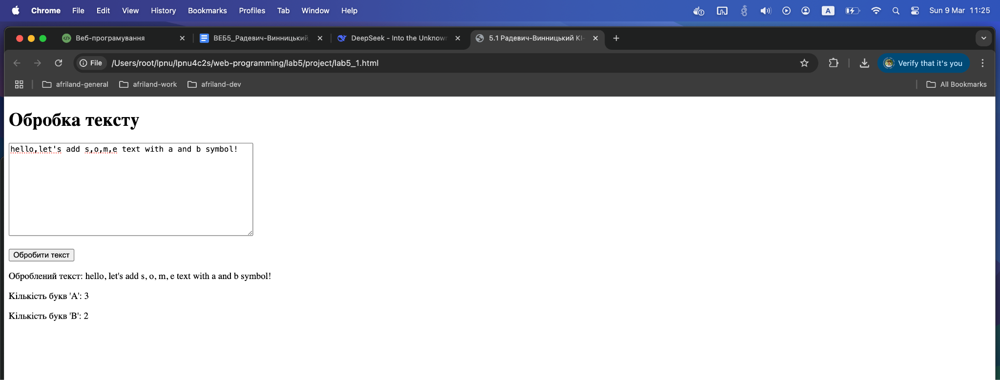 Chrome File Edit View History Bookmarks Profiles Tab Window Help A Sun 9 Mar 11:25
Веб-програмування ВЕБ5_Радевич-Винницький DeepSeek - Into the Unknown 5.1 Радевич-Винницький КІ-
File /Users/root/lpnu/lpnu4c2s/web-programming/lab5/project/lab5_1.html Verify that it's you
afriland-general afriland-work afriland-dev All Bookmarks
Обробка тексту
hello,let's add s,o,m,e text with a and b symbol!
Обробити текст
Оброблений текст: hello, let's add s, o, m, e text with a and b symbol!
Кількість букв 'A': 3
Кількість букв 'B': 2